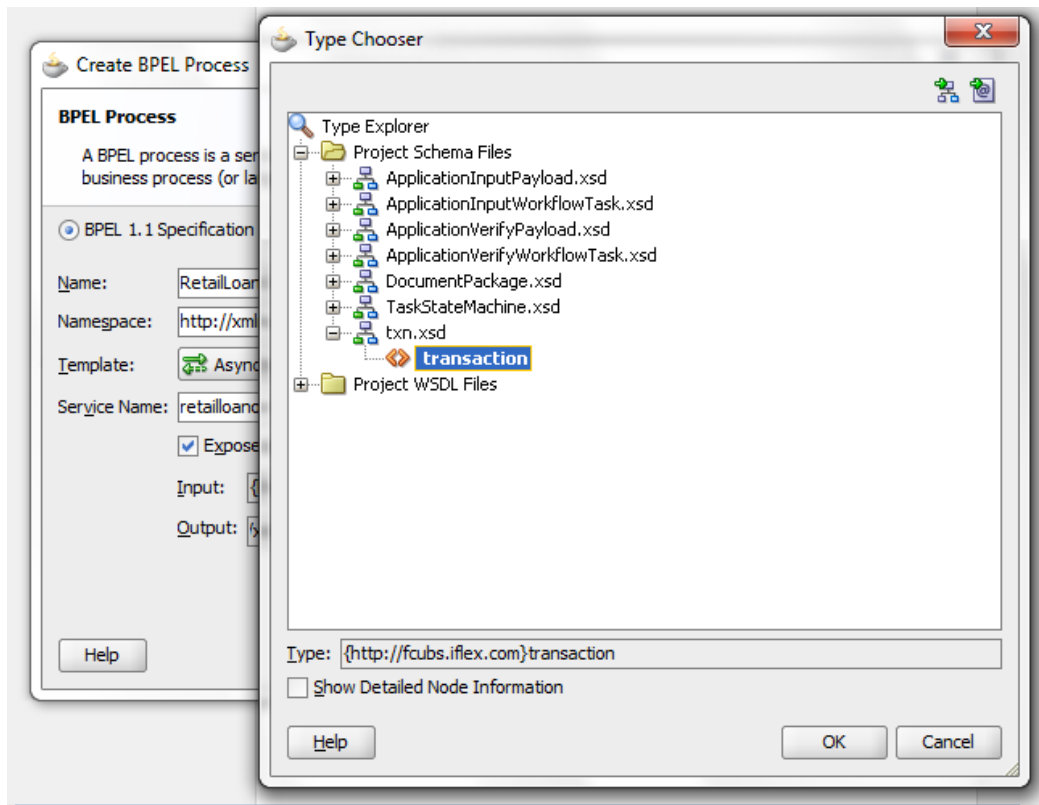 Create BPEL Process
BPEL Process
A BPEL process is a ser
business process (or la
BPEL 1.1 Specification
Name: RetailLoan
Namespace: http://xml
Template: Async
Service Name: retailloano
Expose
Input: {
Output:
Help
Type Chooser
X
Type Explorer
Project Schema Files
ApplicationInputPayload.xsd
ApplicationInputWorkflowTask.xsd
ApplicationVerifyPayload.xsd
ApplicationVerifyWorkflowTask.xsd
DocumentPackage.xsd
TaskStateMachine.xsd
txn.xsd
transaction
Project WSDL Files
Type: {http://fcubs.iflex.com}transaction
Show Detailed Node Information
Help
OK
Cancel